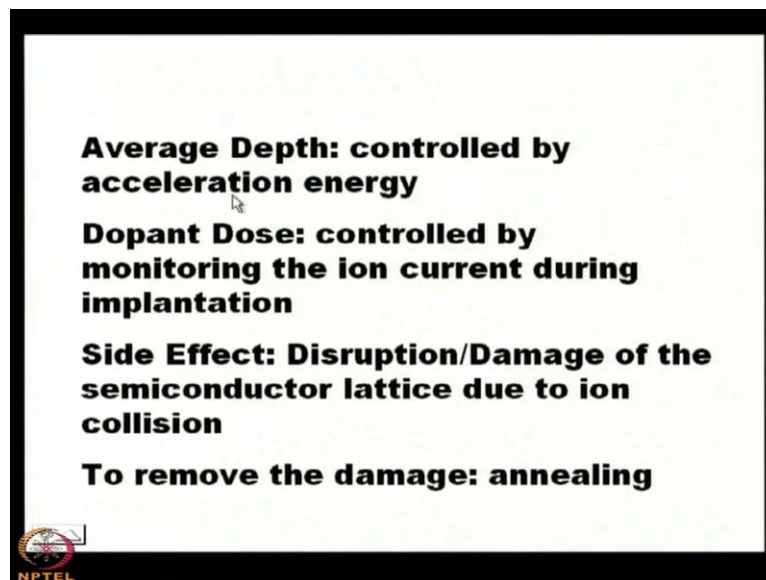 Average Depth: controlled by
acceleration energy
Dopant Dose: controlled by
monitoring the ion current during
implantation
Side Effect: Disruption/Damage of the
semiconductor lattice due to ion
collision
To remove the damage: annealing
NPTEL